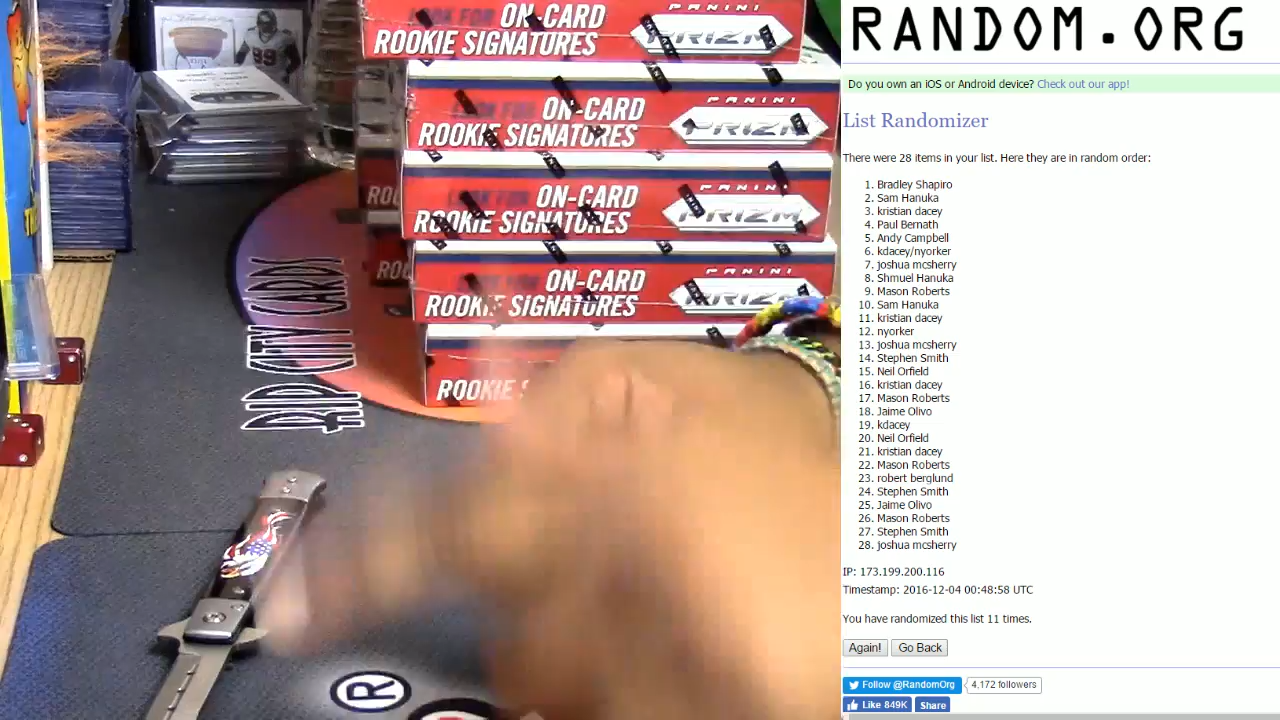 ON-CARD
ROOKIE SIGNATURES
PANINI
PRIZM
ON-CARD
ROOKIE SIGNATURES
PANINI
PRIZM
ON-CARD
ROOKIE SIGNATURES
PANINI
PRIZM
ON-CARD
ROOKIE SIGNATURES
PANINI
PRIZM
ROOKIE
99
RIP CITY CARDS
®
RANDOM.ORG
Do you own an iOS or Android device? Check out our app!
List Randomizer
There were 28 items in your list. Here they are in random order:
1. Bradley Shapiro
2. Sam Hanuka
3. kristian dacey
4. Paul Bernath
5. Andy Campbell
6. kdacey/nyorker
7. joshua mcsherry
8. Shmuel Hanuka
9. Mason Roberts
10. Sam Hanuka
11. kristian dacey
12. nyorker
13. joshua mcsherry
14. Stephen Smith
15. Neil Orfield
16. kristian dacey
17. Mason Roberts
18. Jaime Olivo
19. kdacey
20. Neil Orfield
21. kristian dacey
22. Mason Roberts
23. robert berglund
24. Stephen Smith
25. Jaime Olivo
26. Mason Roberts
27. Stephen Smith
28. joshua mcsherry
IP: 173.199.200.116
Timestamp: 2016-12-04 00:48:58 UTC
You have randomized this list 11 times.
Again! Go Back
Follow @RandomOrg 4,172 followers
Like 849K Share